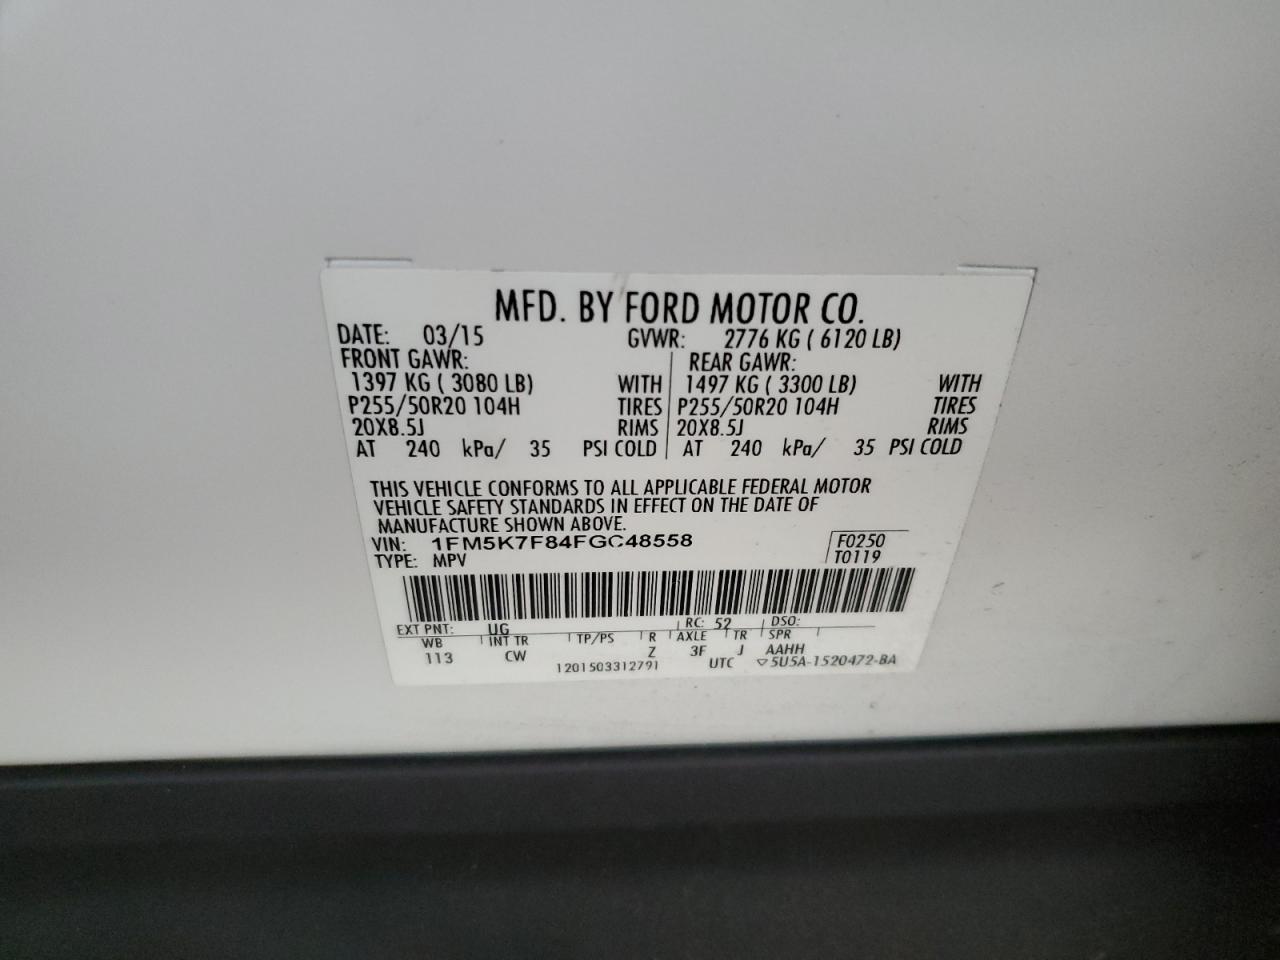 MFD. BY FORD MOTOR CO.
DATE: 03/15 GVWR: 2776 KG ( 6120 LB)
FRONT GAWR: REAR GAWR:
1397 KG ( 3080 LB) WITH 1497 KG ( 3300 LB) WITH
P255/50R20 104H TIRES P255/50R20 104H TIRES
20X8.5J RIMS 20X8.5J RIMS
AT 240 kPa/ 35 PSI COLD AT 240 kPa/ 35 PSI COLD
THIS VEHICLE CONFORMS TO ALL APPLICABLE FEDERAL MOTOR
VEHICLE SAFETY STANDARDS IN EFFECT ON THE DATE OF
MANUFACTURE SHOWN ABOVE.
VIN: 1FM5K7F84FGC48558 F0250
TYPE: MPV T0119
EXT PNT: UG RC: 52 DSO:
WB INT TR TP/PS R AXLE TR SPR
113 CW Z 3F J AAHH
1201503312791 UTC ▽5U5A-1520472-BA